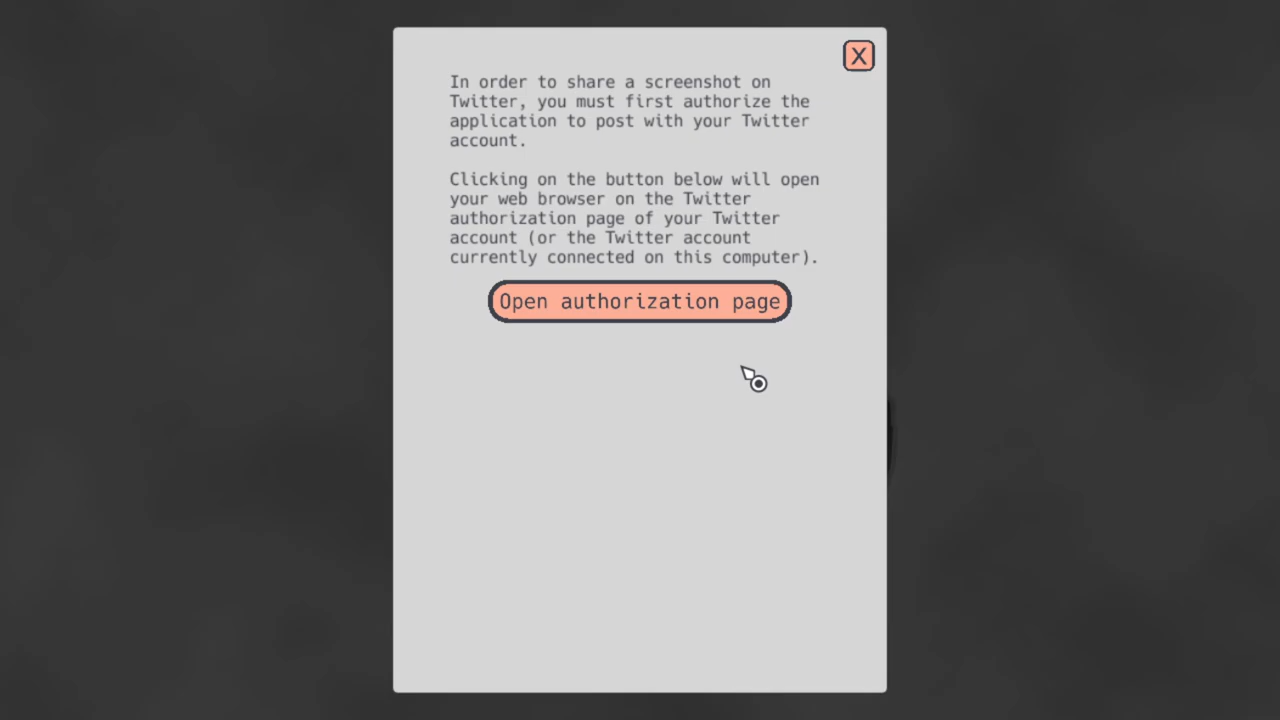 X
In order to share a screenshot on
Twitter, you must first authorize the
application to post with your Twitter
account.
Clicking on the button below will open
your web browser on the Twitter
authorization page of your Twitter
account (or the Twitter account
currently connected on this computer).
Open authorization page